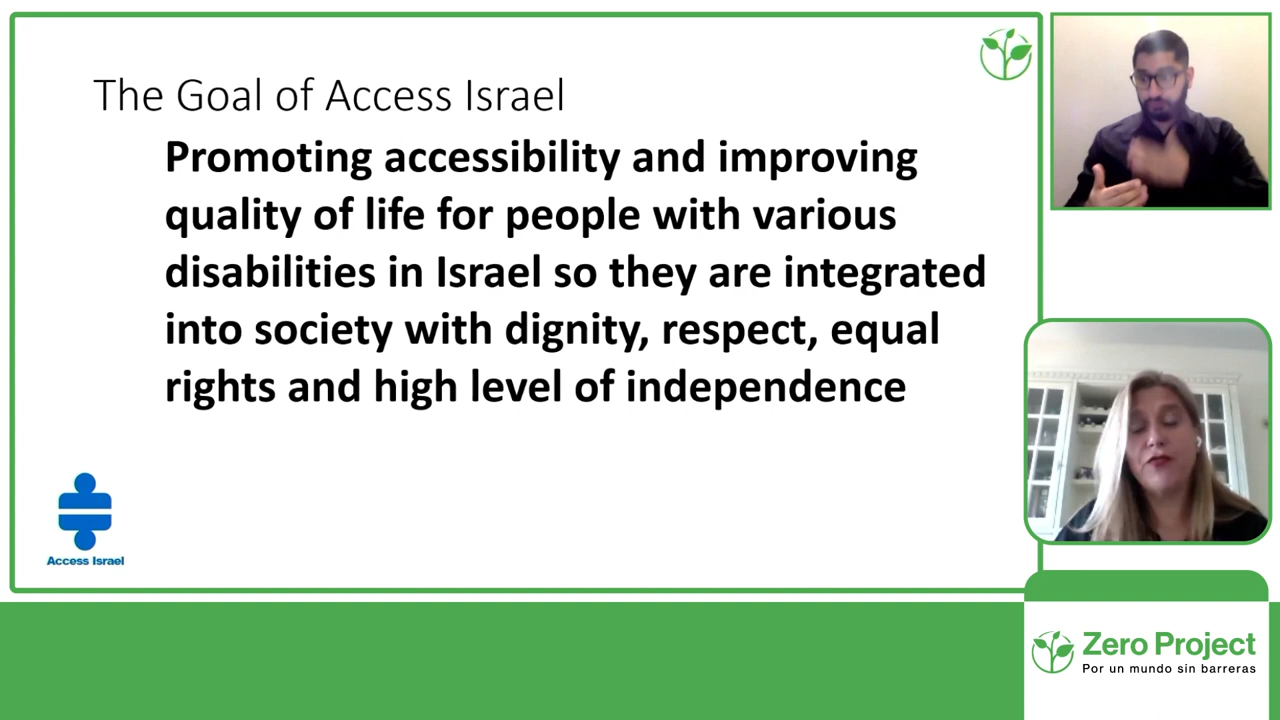 The Goal of Access Israel
Promoting accessibility and improving
quality of life for people with various
disabilities in Israel so they are integrated
into society with dignity, respect, equal
rights and high level of independence
Access Israel
Zero Project
Por un mundo sin barreras